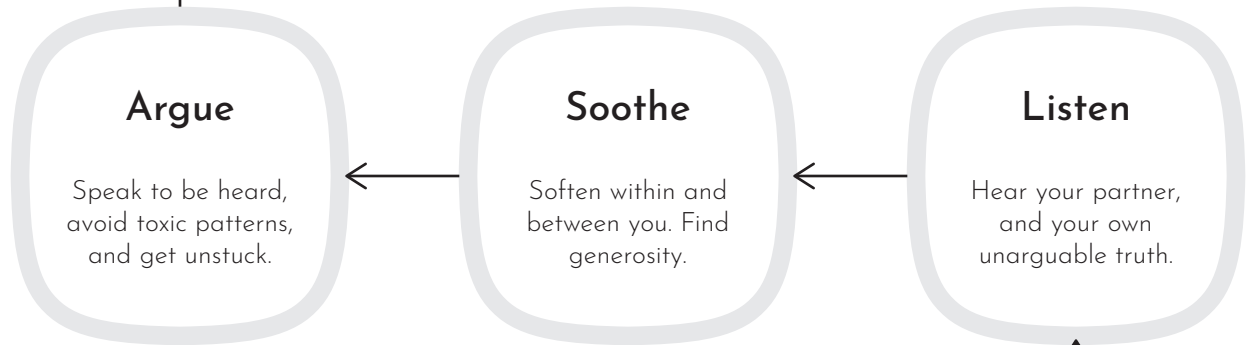 Argue
Speak to be heard,
avoid toxic patterns,
and get unstuck.
Soothe
Soften within and
between you. Find
generosity.
Listen
Hear your partner,
and your own
unarguable truth.